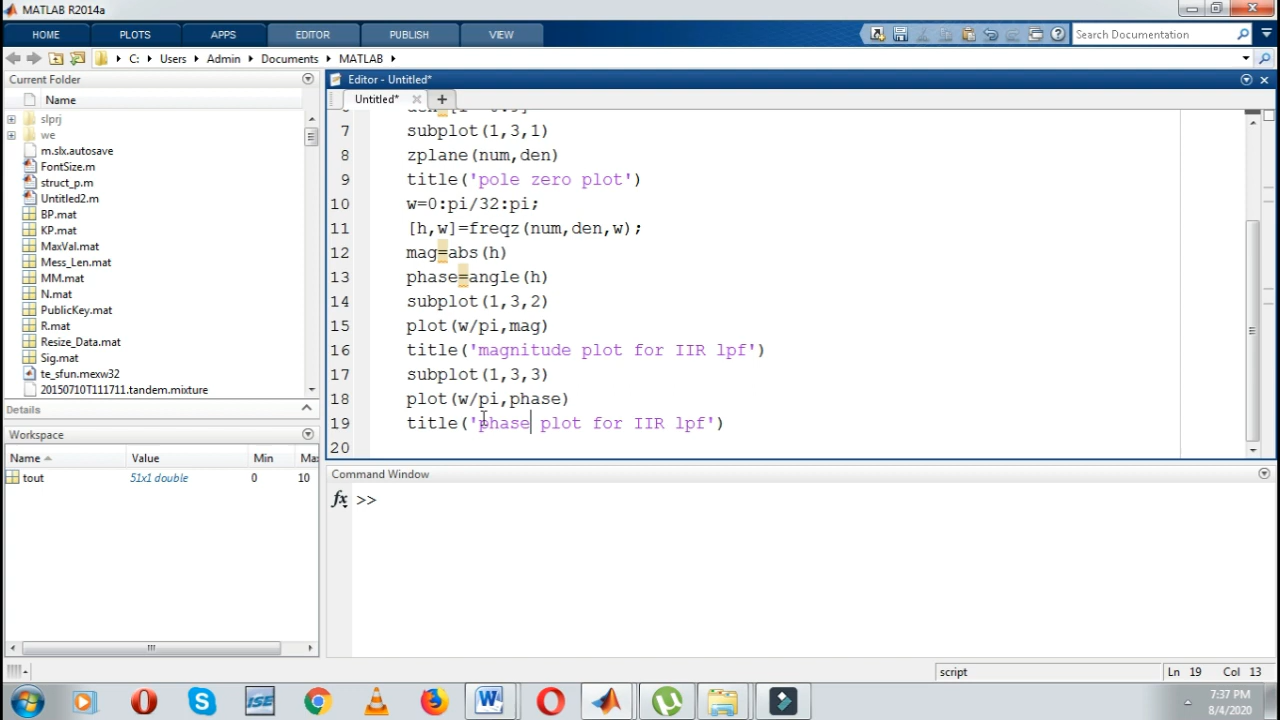 MATLAB R2014a
HOME PLOTS APPS EDITOR PUBLISH VIEW Search Documentation
C: Users Admin Documents MATLAB
Current Folder
Name
slprj
we
m.slx.autosave
FontSize.m
struct_p.m
Untitled2.m
BP.mat
KP.mat
MaxVal.mat
Mess_Len.mat
MM.mat
N.mat
PublicKey.mat
R.mat
Resize_Data.mat
Sig.mat
te_sfun.mexw32
20150710T111711.tandem.mixture
Details
Workspace
Name Value Min Max
tout 51x1 double 0 10
Editor - Untitled*
Untitled* +
7 subplot(1,3,1)
8 zplane(num,den)
9 title('pole zero plot')
10 w=0:pi/32:pi;
11 [h,w]=freqz(num,den,w);
12 mag=abs(h)
13 phase=angle(h)
14 subplot(1,3,2)
15 plot(w/pi,mag)
16 title('magnitude plot for IIR lpf')
17 subplot(1,3,3)
18 plot(w/pi,phase)
19 title('phase plot for IIR lpf')
20
Command Window
fx >>
script Ln 19 Col 13
ISE W
7:37 PM
8/4/2020